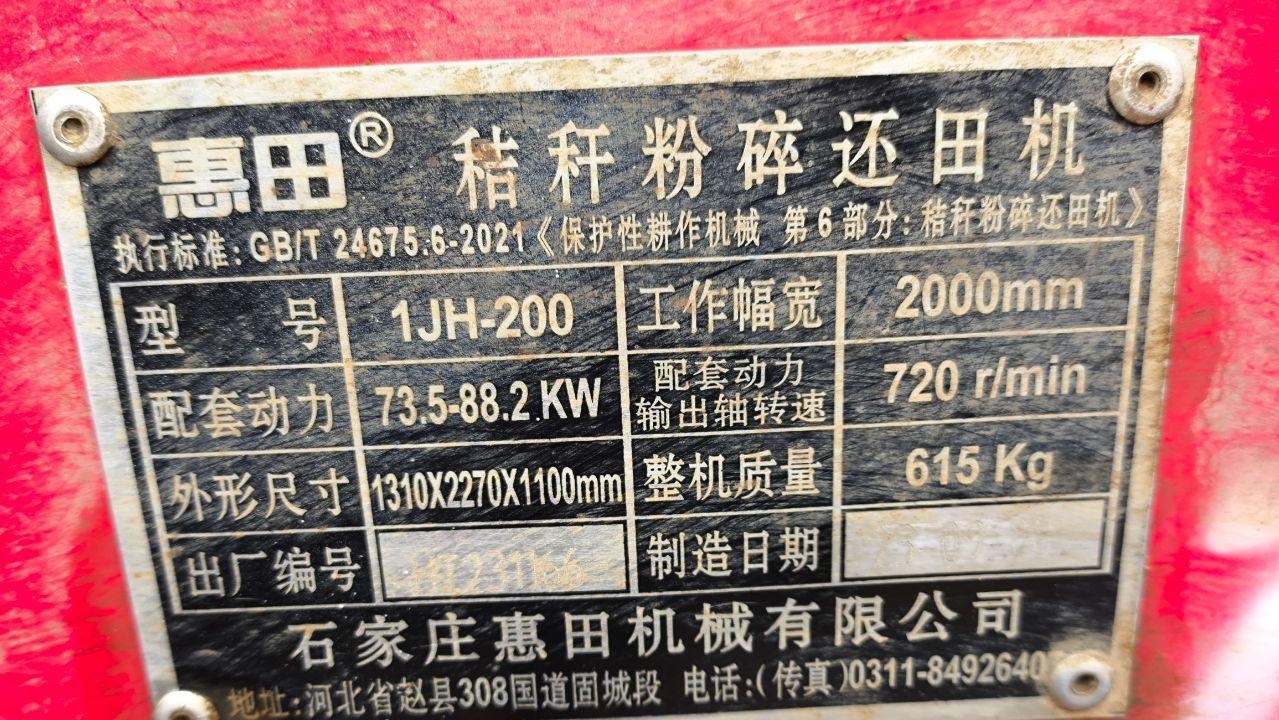 惠田® 秸秆粉碎还田机
执行标准:GB/T 24675.6-2021《保护性耕作机械 第6部分:秸秆粉碎还田机》
型号 1JH-200 工作幅宽 2000mm
配套动力 73.5-88.2 KW 配套动力输出轴转速 720 r/min
外形尺寸 1310X2270X1100mm 整机质量 615 Kg
出厂编号 制造日期
石家庄惠田机械有限公司
地址:河北省赵县308国道固城段 电话:(传真)0311-8492640